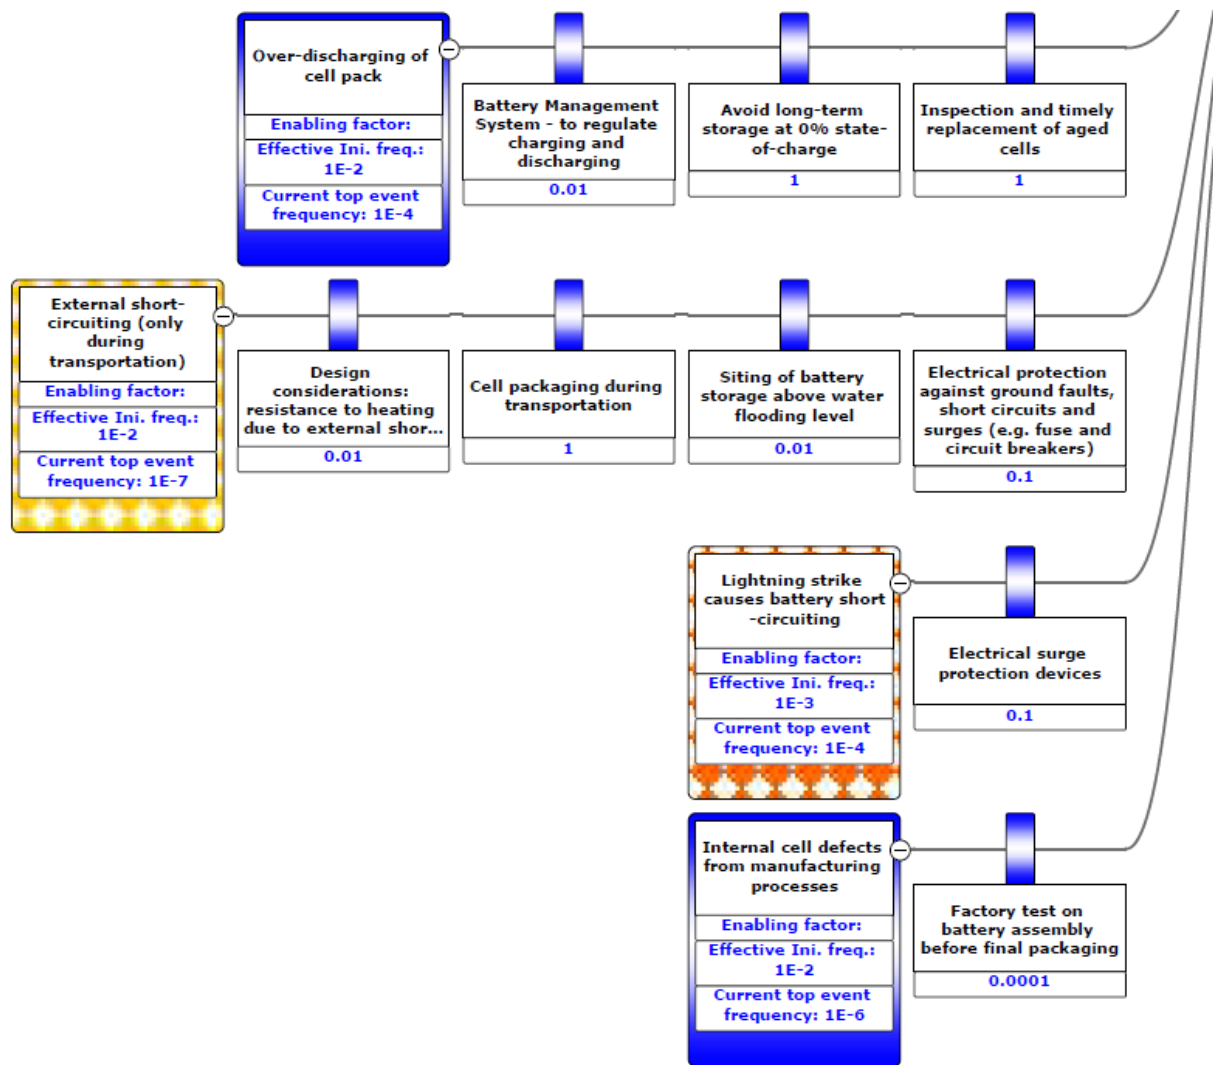 Over-discharging of
cell pack
Enabling factor:
Effective Ini. freq.:
1E-2
Current top event
frequency: 1E-4
Battery Management
System - to regulate
charging and
discharging
0.01
Avoid long-term
storage at 0% state-
of-charge
1
Inspection and timely
replacement of aged
cells
1
External short-
circuiting (only
during
transportation)
Enabling factor:
Effective Ini. freq.:
1E-2
Current top event
frequency: 1E-7
Design
considerations:
resistance to heating
due to external shor...
0.01
Cell packaging during
transportation
1
Siting of battery
storage above water
flooding level
0.01
Electrical protection
against ground faults,
short circuits and
surges (e.g. fuse and
circuit breakers)
0.1
Lightning strike
causes battery short
-circuiting
Enabling factor:
Effective Ini. freq.:
1E-3
Current top event
frequency: 1E-4
Electrical surge
protection devices
0.1
Internal cell defects
from manufacturing
processes
Enabling factor:
Effective Ini. freq.:
1E-2
Current top event
frequency: 1E-6
Factory test on
battery assembly
before final packaging
0.0001